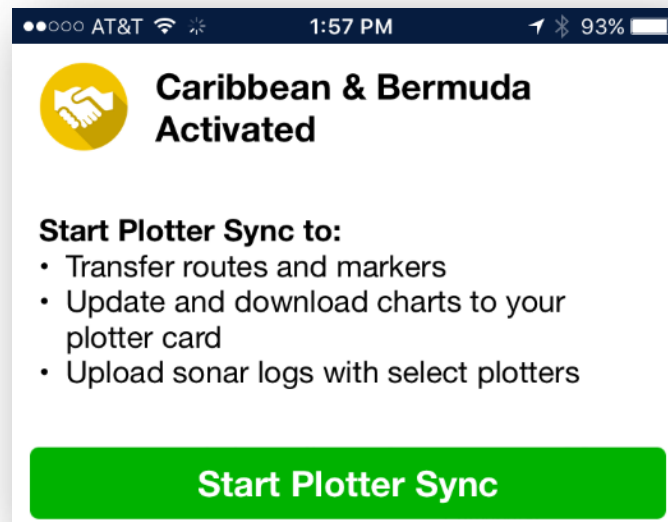 ●●○○○ AT&T 1:57 PM 93%
Caribbean & Bermuda
Activated
Start Plotter Sync to:
• Transfer routes and markers
• Update and download charts to your
plotter card
• Upload sonar logs with select plotters
Start Plotter Sync